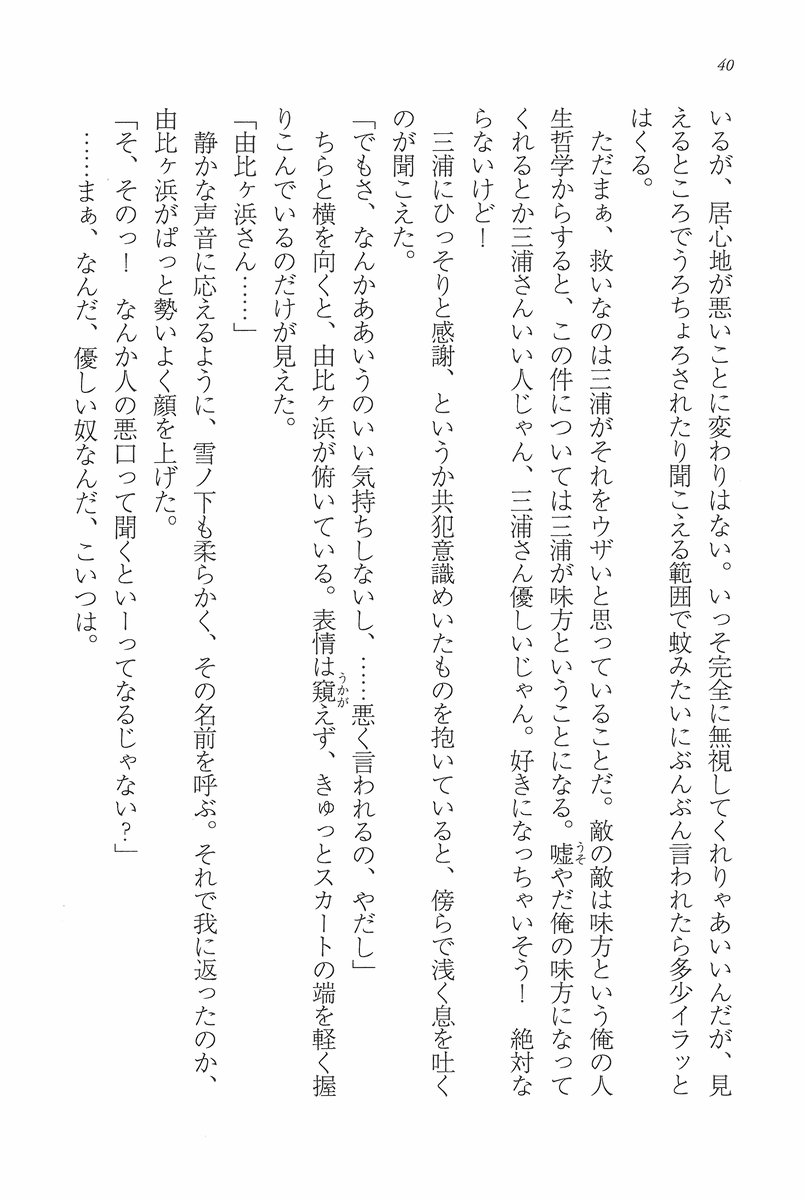 40
いるが、居心地が悪いことに変わりはない。いっそ完全に無視してくれりゃあいいんだが、見
えるところでうろちょろされたり聞こえる範囲で蚊みたいにぶんぶん言われたら多少イラッと
はくる。
　ただまぁ、救いなのは三浦がそれをウザいと思っていることだ。敵の敵は味方という俺の人
生哲学からすると、この件については三浦が味方ということになる。嘘やだ俺の味方になって
くれるとか三浦さんいい人じゃん、三浦さん優しいじゃん。好きになっちゃいそう！　絶対な
らないけど！
　三浦にひっそりと感謝、というか共犯意識めいたものを抱いていると、傍らで浅く息を吐く
のが聞こえた。
「でもさ、なんかああいうのいい気持ちしないし、……悪く言われるの、やだし」
　ちらと横を向くと、由比ヶ浜が俯いている。表情は窺えず、きゅっとスカートの端を軽く握
りこんでいるのだけが見えた。
「由比ヶ浜さん……」
　静かな声音に応えるように、雪ノ下も柔らかく、その名前を呼ぶ。それで我に返ったのか、
由比ヶ浜がぱっと勢いよく顔を上げた。
「そ、そのっ！　なんか人の悪口って聞くといーってなるじゃない？」
　……まぁ、なんだ、優しい奴なんだ、こいつは。